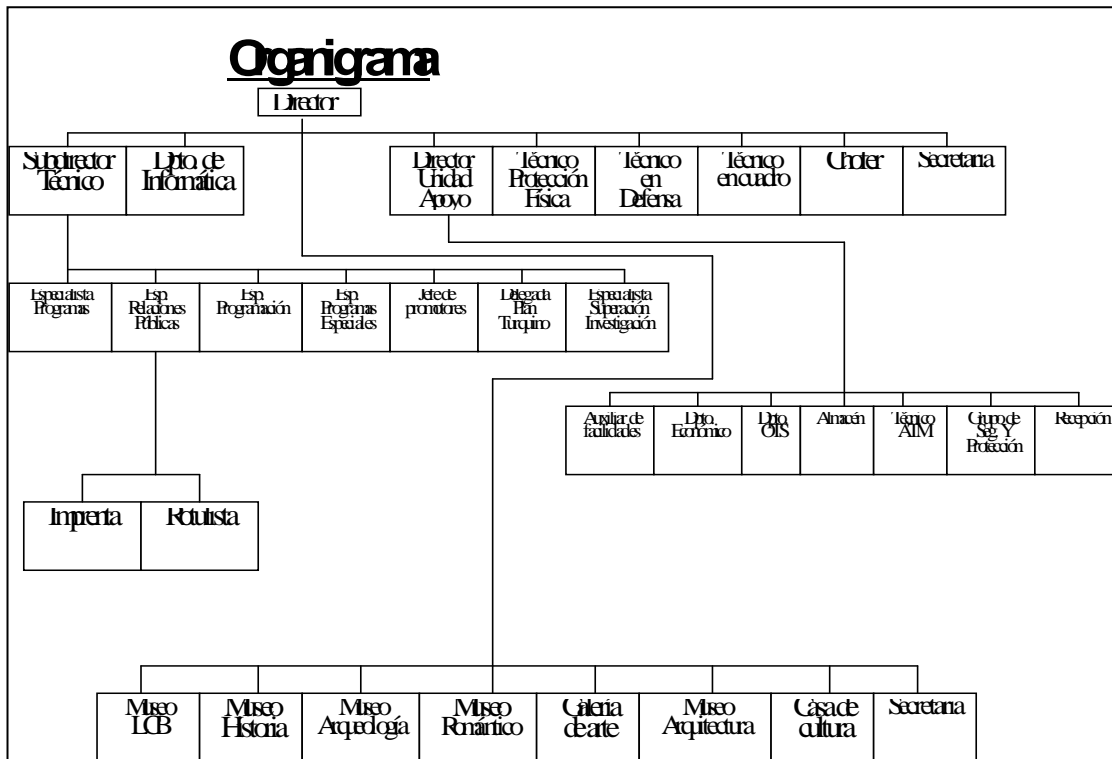 Organigrama
Director
Subdirector
Técnico
Dpto. de
Informática
Director
Unidad
Apoyo
Técnico
Protección
Física
Técnico
en
Defensa
Técnico
en cuadro
Chofer
Secretaria
Especialista
Programas
Esp.
Relaciones
Públicas
Esp.
Programación
Esp.
Programas
Especiales
Jefe de
promotores
Delegada
Plan
Turquino
Especialista
Superación
Investigación
Auxiliar de
facilidades
Dpto.
Económico
Dpto.
OTS
Almacén
Técnico
ATM
Grupo de
Seg. Y
Protección
Recepción
Imprenta
Rotulista
Museo
LCB
Museo
Historia
Museo
Arqueología
Museo
Romántico
Galería
de arte
Museo
Arquitectura
Casa de
cultura
Secretaria